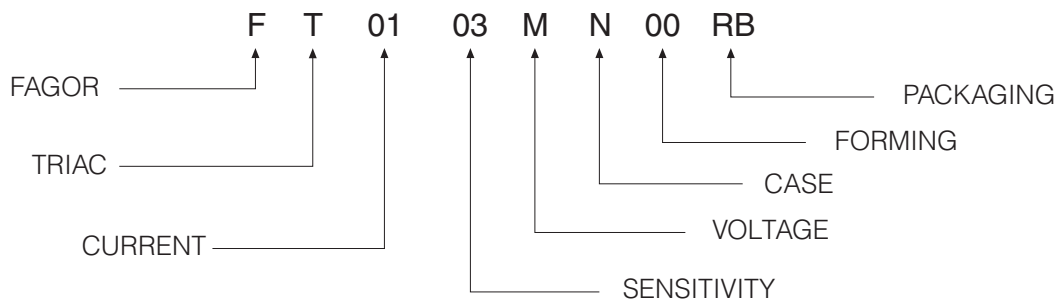 F T 01 03 M N 00 RB
FAGOR
PACKAGING
FORMING
TRIAC
CASE
VOLTAGE
CURRENT
SENSITIVITY